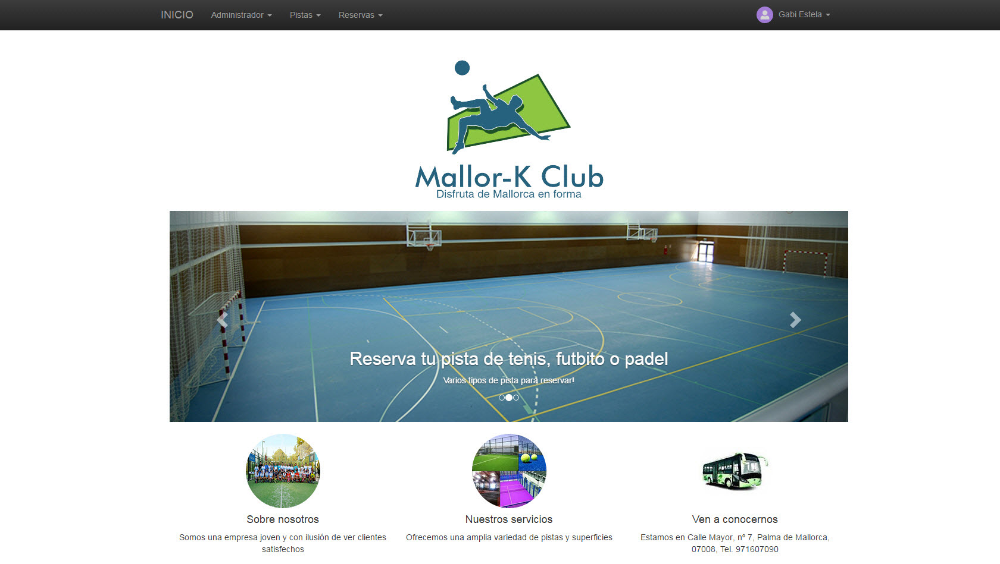 INICIO Administrador Pistas Reservas Gabi Estela
Mallor-K Club
Disfruta de Mallorca en forma
Reserva tu pista de tenis, futbito o padel
Varios tipos de pista para reservar!
Sobre nosotros
Somos una empresa joven y con ilusión de ver clientes
satisfechos
Nuestros servicios
Ofrecemos una amplia variedad de pistas y superficies
Ven a conocernos
Estamos en Calle Mayor, nº 7, Palma de Mallorca,
07008, Tel. 971607090